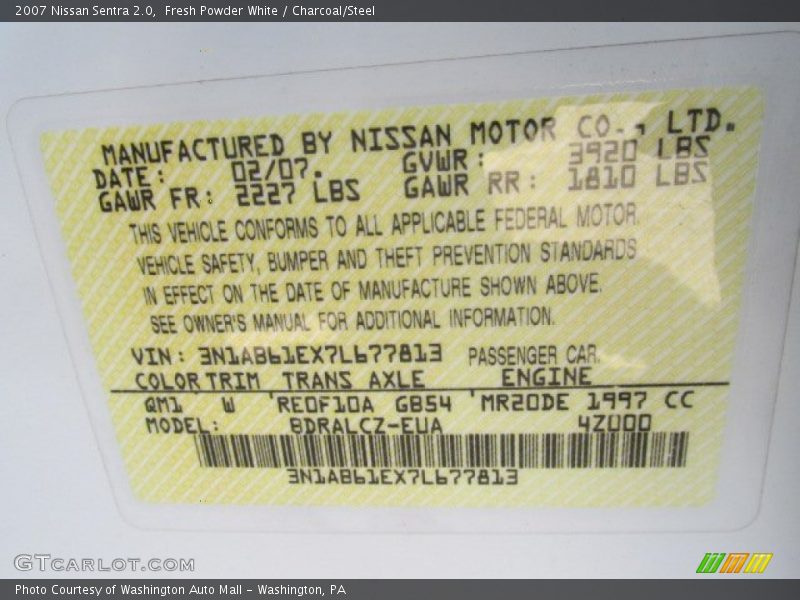 2007 Nissan Sentra 2.0,  Fresh Powder White / Charcoal/Steel
MANUFACTURED BY NISSAN MOTOR CO., LTD.
DATE: 02/07. GVWR: 3920 LBS
GAWR FR: 2227 LBS GAWR RR: 1810 LBS
THIS VEHICLE CONFORMS TO ALL APPLICABLE FEDERAL MOTOR
VEHICLE SAFETY, BUMPER AND THEFT PREVENTION STANDARDS
IN EFFECT ON THE DATE OF MANUFACTURE SHOWN ABOVE.
SEE OWNER'S MANUAL FOR ADDITIONAL INFORMATION.
VIN: 3N1AB61EX7L677813 PASSENGER CAR.
COLOR TRIM TRANS AXLE ENGINE
QM1 W 'RE0F10A GB54 'MR20DE 1997 CC
MODEL: BDRALCZ-EUA 4Z000
3N1AB61EX7L677813
GTCARLOT.COM
Photo Courtesy of Washington Auto Mall - Washington, PA